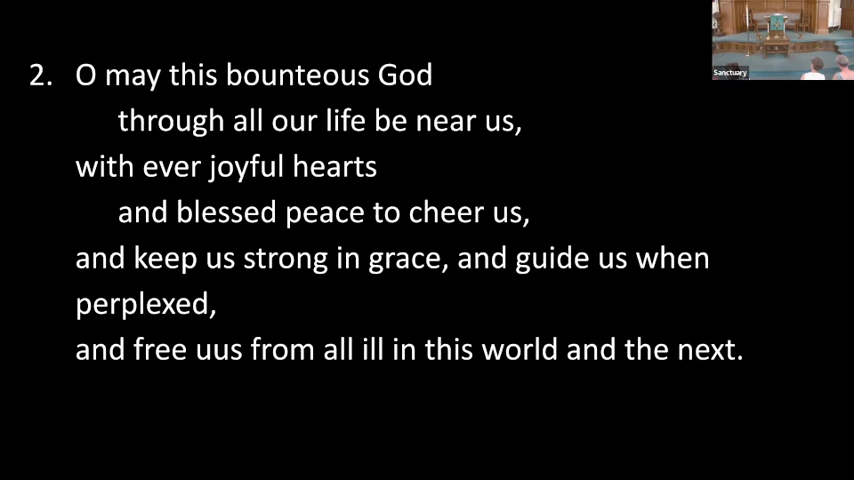 2. O may this bounteous God
through all our life be near us,
with ever joyful hearts
and blessed peace to cheer us,
and keep us strong in grace, and guide us when
perplexed,
and free uus from all ill in this world and the next.
Sanctuary